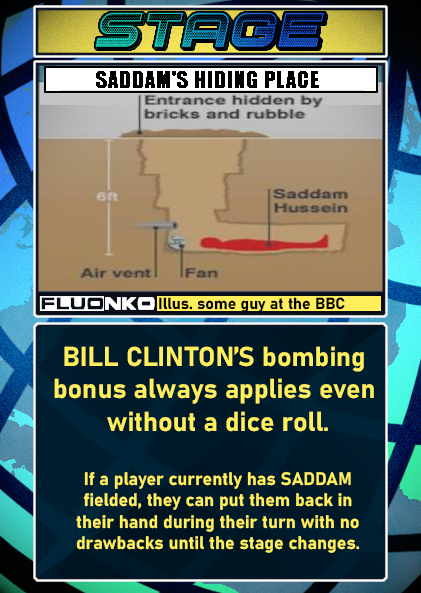 STAGE
SADDAM'S HIDING PLACE
Entrance hidden by
bricks and rubble
6ft
Saddam
Hussein
Air vent
Fan
FLUONKO Illus. some guy at the BBC
BILL CLINTON'S bombing
bonus always applies even
without a dice roll.
If a player currently has SADDAM
fielded, they can put them back in
their hand during their turn with no
drawbacks until the stage changes.